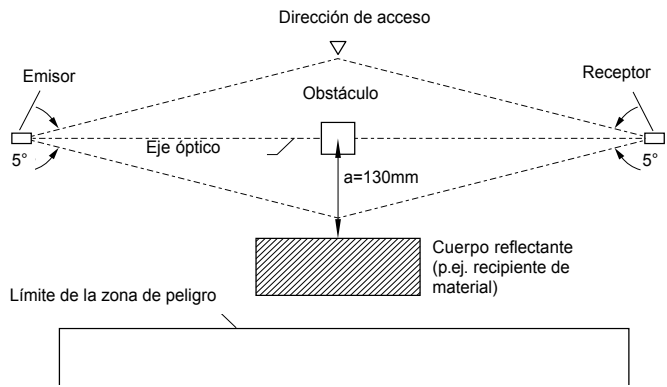 Dirección de acceso
Emisor
Receptor
Obstáculo
Eje óptico
5°
5°
a=130mm
Cuerpo reflectante
(p.ej. recipiente de
material)
Límite de la zona de peligro